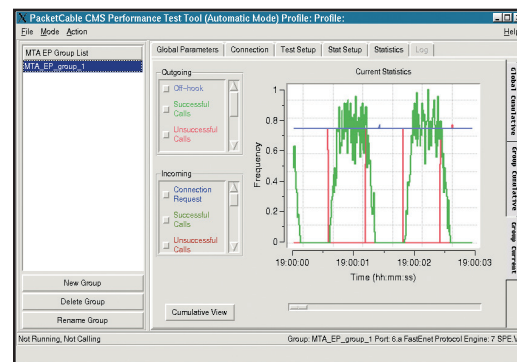 PacketCable CMS Performance Test Tool (Automatic Mode) Profile: Profile:
File Mode Action Help
Global Parameters Connection Test Setup Stat Setup Statistics Log
MTA EP Group List
MTA_EP_group_1
Outgoing
Off-hook
Successful
Calls
Unsuccessful
Calls
Incoming
Connection
Request
Successful
Calls
Unsuccessful
Calls
Cumulative View
Current Statistics
Frequency
1
0.8
0.6
0.4
0.2
0
19:00:00 19:00:01 19:00:02 19:00:03
Time (hh:mm:ss)
Global Cumulative
Group Cumulative
Group Current
New Group
Delete Group
Rename Group
Not Running, Not Calling
Group: MTA_EP_group_1 Port: 6.a FastEnet Protocol Engine: 7 SPE.V